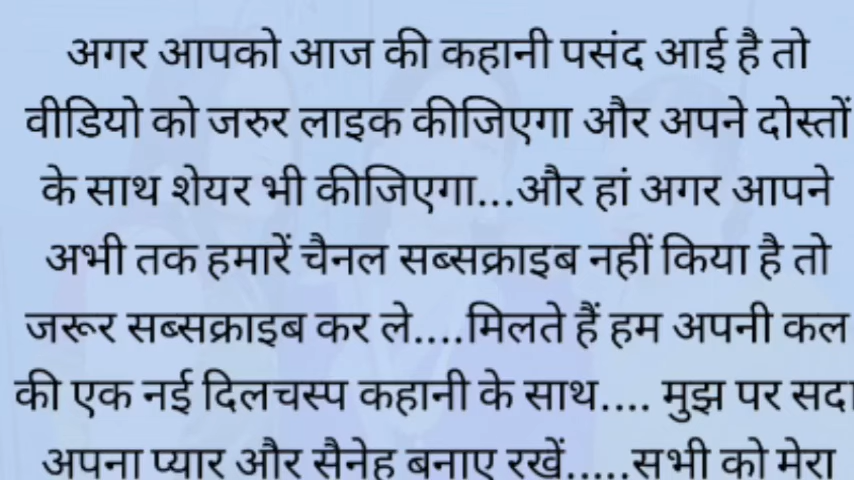 अगर आपको आज की कहानी पसंद आई है तो
वीडियो को जरुर लाइक कीजिएगा और अपने दोस्तों
के साथ शेयर भी कीजिएगा...और हां अगर आपने
अभी तक हमारें चैनल सब्सक्राइब नहीं किया है तो
जरूर सब्सक्राइब कर ले....मिलते हैं हम अपनी कल
की एक नई दिलचस्प कहानी के साथ.... मुझ पर सदा
अपना प्यार और सैनेह बनाए रखें.....सभी को मेरा